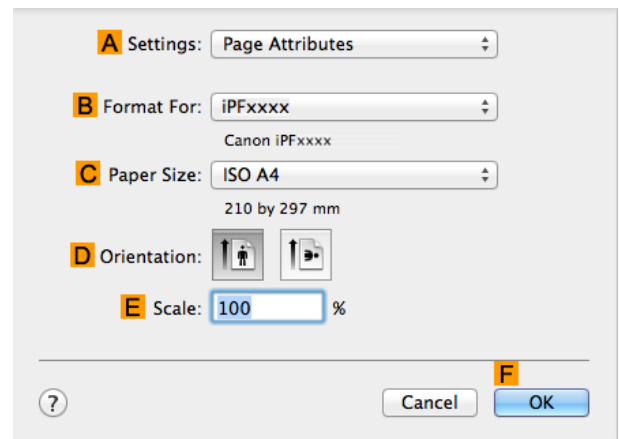 A Settings: Page Attributes
B Format For: iPFxxxx
Canon iPFxxxx
C Paper Size: ISO A4
210 by 297 mm
D Orientation:
E Scale: 100 %
F
? Cancel OK